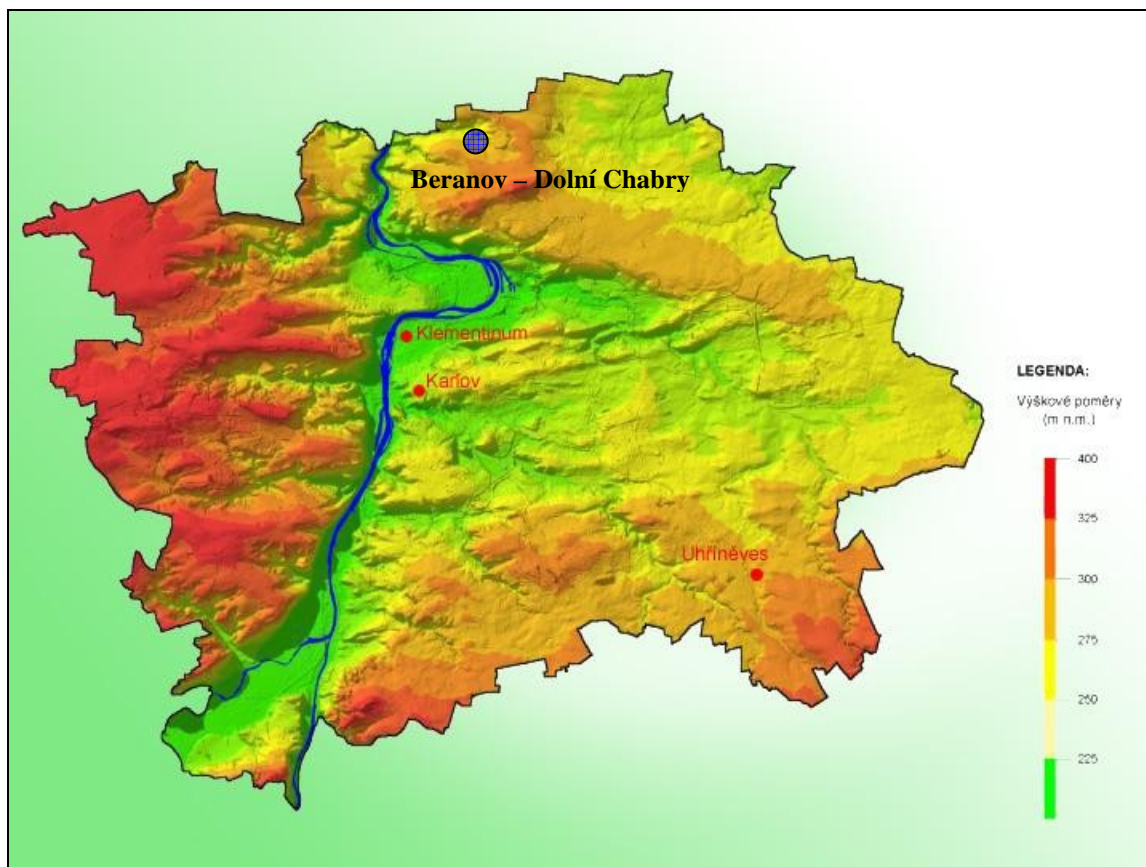 Beranov – Dolní Chabry
Klementinum
Karlov
Uhříněves
LEGENDA:
Výškové poměry
(m n.m.)
400
325
300
275
250
225